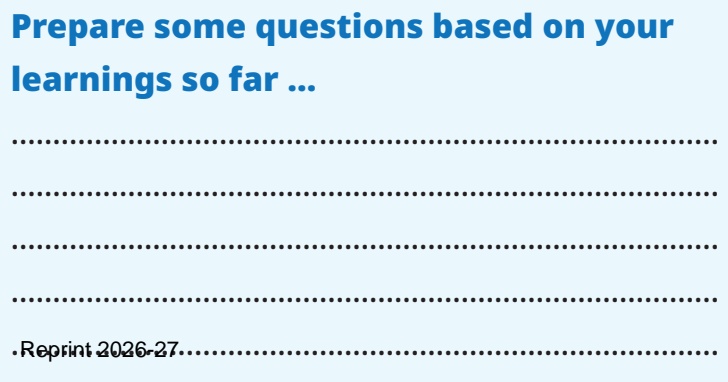 Prepare some questions based on your
learnings so far ...
Reprint 2026-27